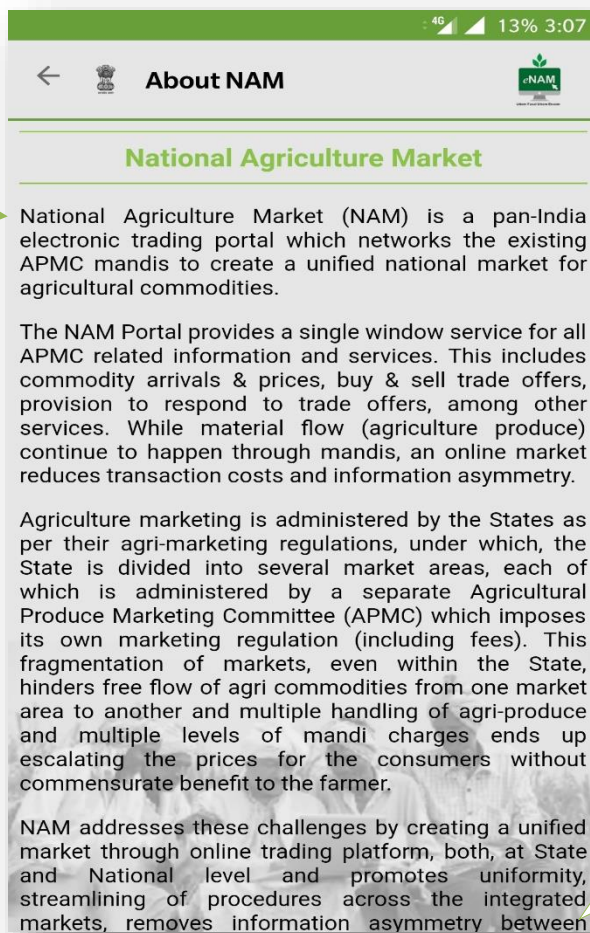 4G 13% 3:07
About NAM
eNAM
National Agriculture Market
National Agriculture Market (NAM) is a pan-India
electronic trading portal which networks the existing
APMC mandis to create a unified national market for
agricultural commodities.
The NAM Portal provides a single window service for all
APMC related information and services. This includes
commodity arrivals & prices, buy & sell trade offers,
provision to respond to trade offers, among other
services. While material flow (agriculture produce)
continue to happen through mandis, an online market
reduces transaction costs and information asymmetry.
Agriculture marketing is administered by the States as
per their agri-marketing regulations, under which, the
State is divided into several market areas, each of
which is administered by a separate Agricultural
Produce Marketing Committee (APMC) which imposes
its own marketing regulation (including fees). This
fragmentation of markets, even within the State,
hinders free flow of agri commodities from one market
area to another and multiple handling of agri-produce
and multiple levels of mandi charges ends up
escalating the prices for the consumers without
commensurate benefit to the farmer.
NAM addresses these challenges by creating a unified
market through online trading platform, both, at State
and National level and promotes uniformity,
streamlining of procedures across the integrated
markets, removes information asymmetry between